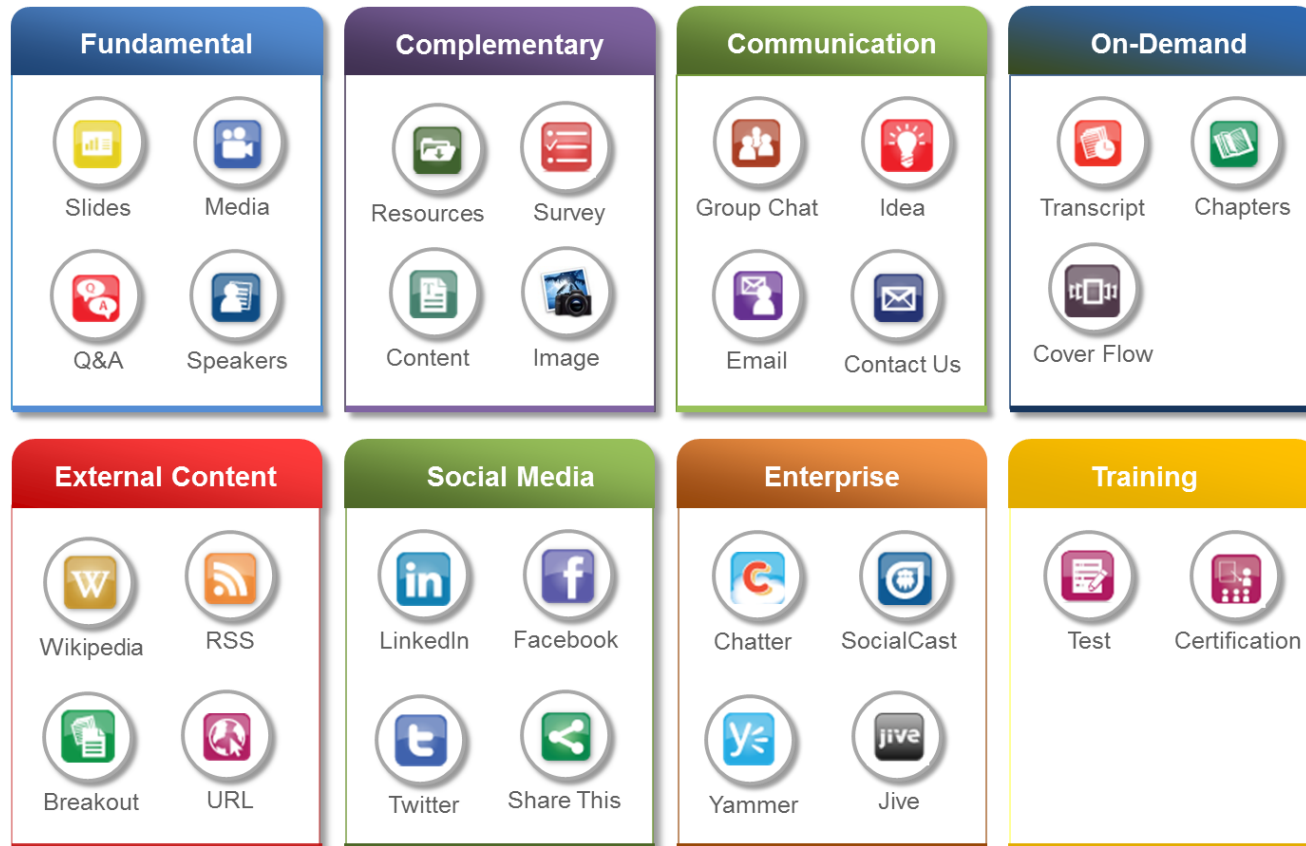 Fundamental
Slides Media
Q&A Speakers
Complementary
Resources Survey
Content Image
Communication
Group Chat Idea
Email Contact Us
On-Demand
Transcript Chapters
Cover Flow
External Content
Wikipedia RSS
Breakout URL
Social Media
LinkedIn Facebook
Twitter Share This
Enterprise
Chatter SocialCast
jive
Yammer Jive
Training
Test Certification